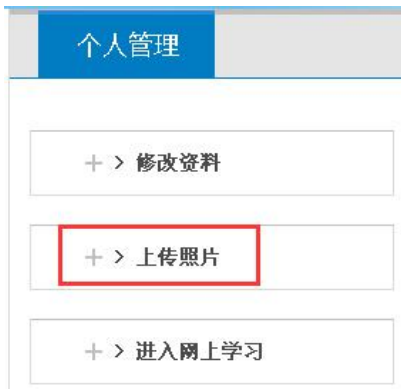 个人管理
+ > 修改资料
+ > 上传照片
+ > 进入网上学习